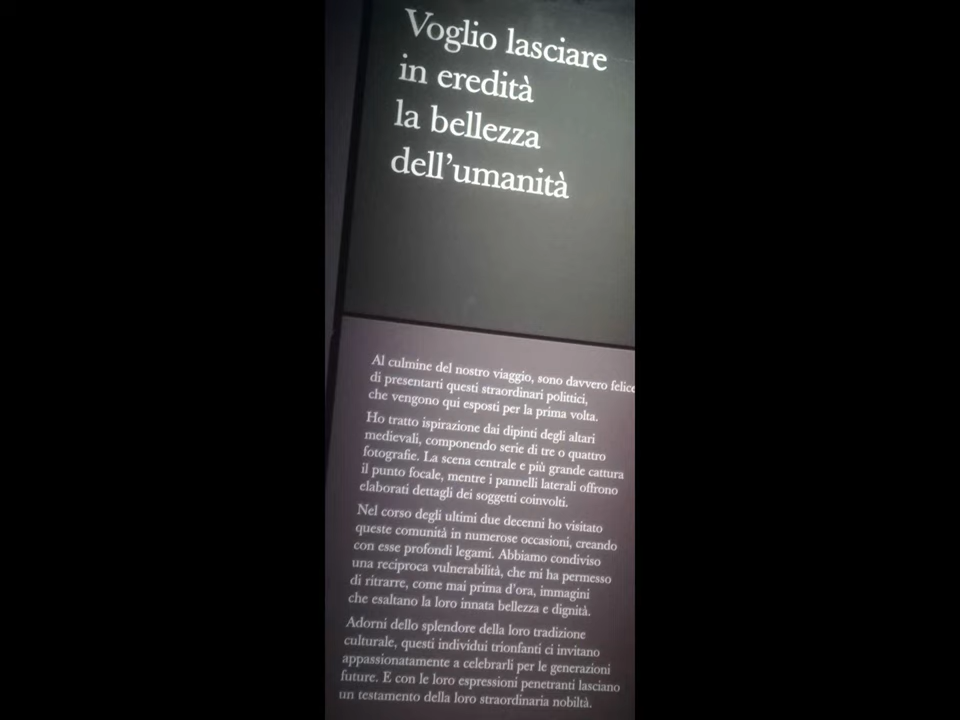 Voglio lasciare
in eredità
la bellezza
dell'umanità
Al culmine del nostro viaggio, sono davvero felice
di presentarti questi straordinari polittici,
che vengono qui esposti per la prima volta.
Ho tratto ispirazione dai dipinti degli altari
medievali, componendo serie di tre o quattro
fotografie. La scena centrale e più grande cattura
il punto focale, mentre i pannelli laterali offrono
elaborati dettagli dei soggetti coinvolti.
Nel corso degli ultimi due decenni ho visitato
queste comunità in numerose occasioni, creando
con esse profondi legami. Abbiamo condiviso
una reciproca vulnerabilità, che mi ha permesso
di ritrarre, come mai prima d'ora, immagini
che esaltano la loro innata bellezza e dignità.
Adorni dello splendore della loro tradizione
culturale, questi individui trionfanti ci invitano
appassionatamente a celebrarli per le generazioni
future. E con le loro espressioni penetranti lasciano
un testamento della loro straordinaria nobiltà.